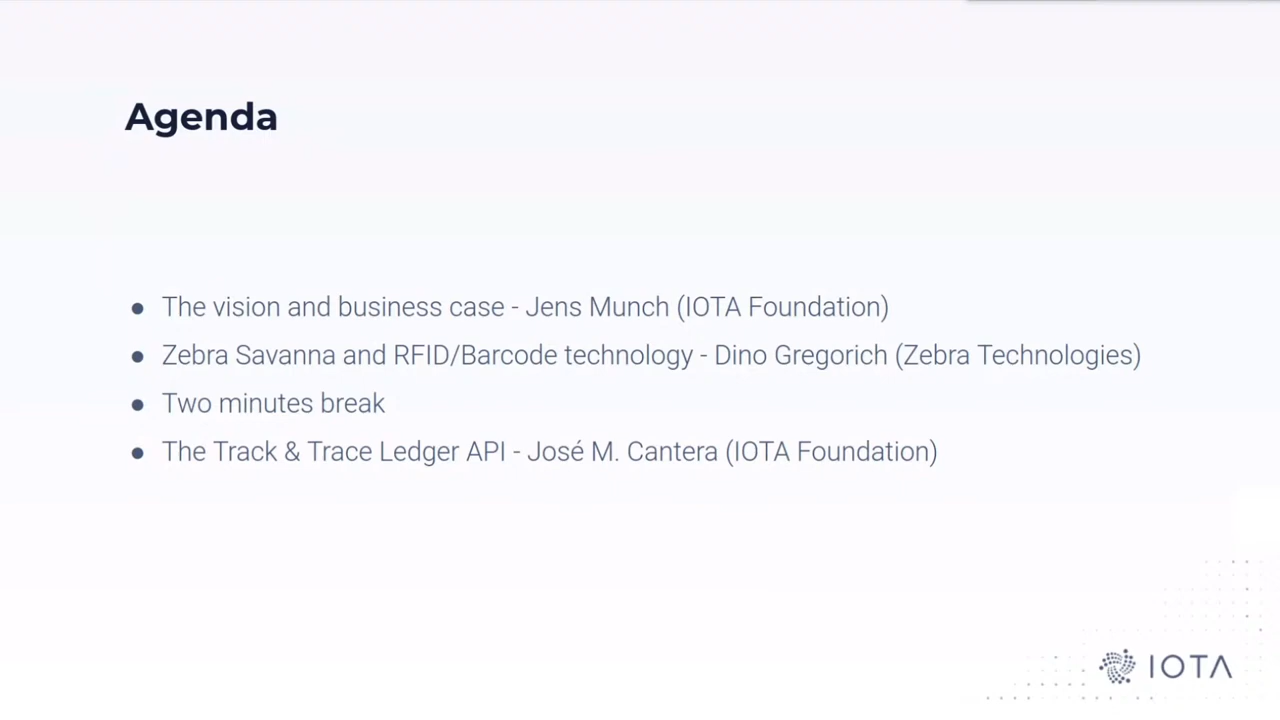 Agenda
● The vision and business case - Jens Munch (IOTA Foundation)
● Zebra Savanna and RFID/Barcode technology - Dino Gregorich (Zebra Technologies)
● Two minutes break
● The Track & Trace Ledger API - José M. Cantera (IOTA Foundation)
IOTA